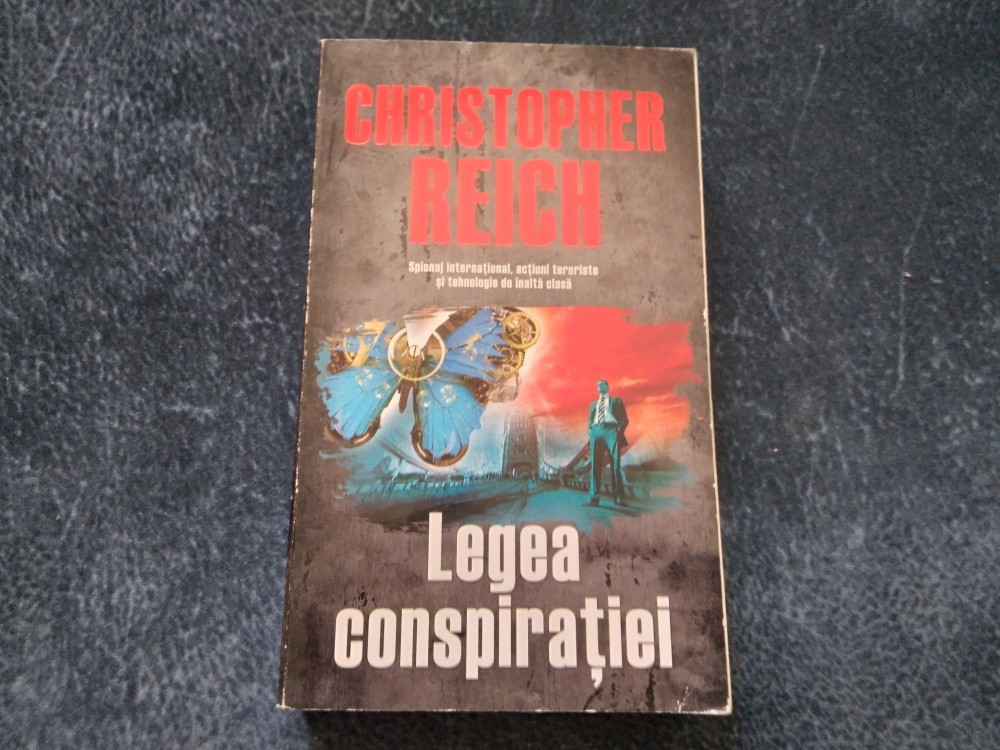 CHRISTOPHER
REICH
Spionaj internațional, acțiuni teroriste
și tehnologie de înaltă clasă
Legea
conspirației